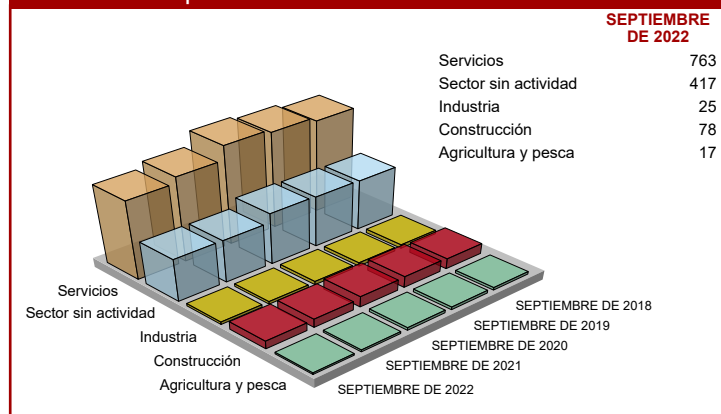 SEPTIEMBRE
DE 2022
Servicios 763
Sector sin actividad 417
Industria 25
Construcción 78
Agricultura y pesca 17
Servicios
Sector sin actividad
Industria
Construcción
Agricultura y pesca
SEPTIEMBRE DE 2018
SEPTIEMBRE DE 2019
SEPTIEMBRE DE 2020
SEPTIEMBRE DE 2021
SEPTIEMBRE DE 2022